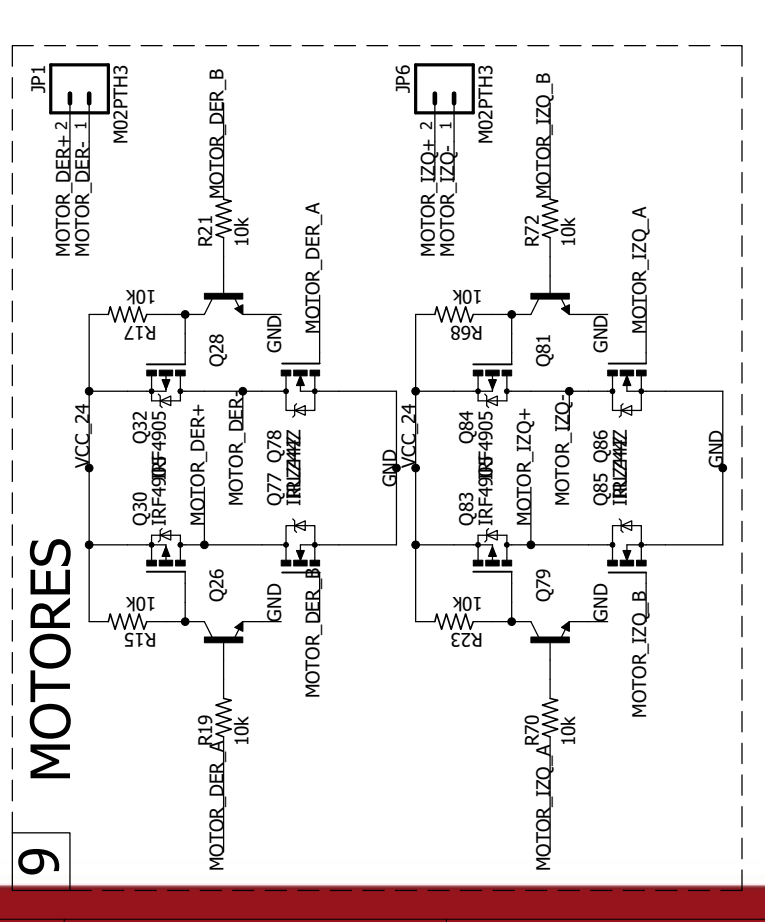 9
MOTORES
JP1
M02PTH3
2
1
MOTOR_DER+
MOTOR_DER-
MOTOR_DER_B
R21
10k
MOTOR_DER_A
R17
10k
Q28
GND
VCC_24
Q32
IRF4905
MOTOR_DER+
MOTOR_DER-
Q78
GND
Q30
IRF4905
Q77
Q26
R15
10k
GND
MOTOR_DER_B
R19
10k
MOTOR_DER_A
JP6
M02PTH3
2
1
MOTOR_IZQ+
MOTOR_IZQ-
MOTOR_IZQ_B
R72
10k
MOTOR_IZQ_A
R68
10k
Q81
GND
VCC_24
Q84
IRF4905
MOTOR_IZQ+
MOTOR_IZQ-
Q86
GND
Q83
IRF4905
Q85
Q79
R23
10k
GND
MOTOR_IZQ_B
R70
10k
MOTOR_IZQ_A